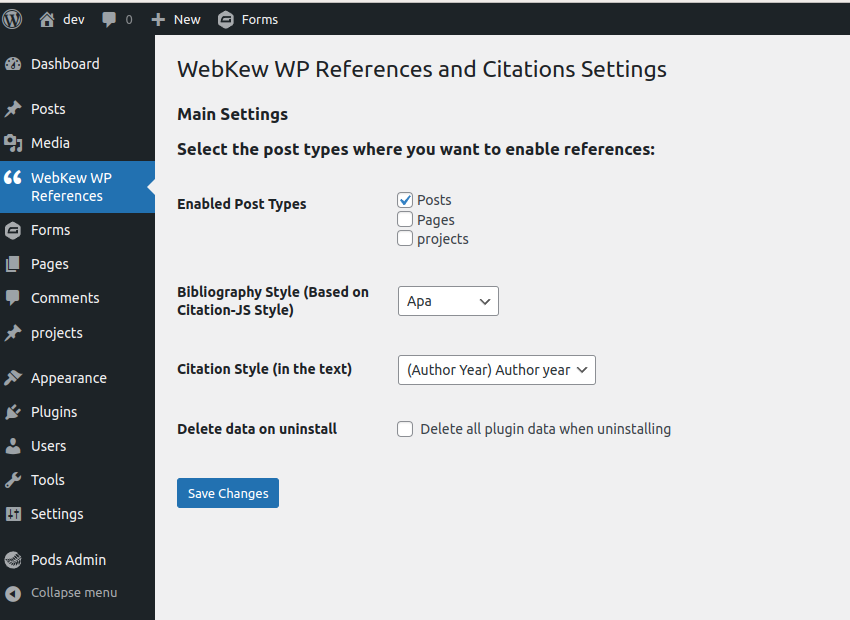 dev
0
New
Forms
Dashboard
Posts
Media
WebKew WP
References
Forms
Pages
Comments
projects
Appearance
Plugins
Users
Tools
Settings
Pods Admin
Collapse menu
WebKew WP References and Citations Settings
Main Settings
Select the post types where you want to enable references:
Enabled Post Types
Posts
Pages
projects
Bibliography Style (Based on
Citation-JS Style)
Apa
Citation Style (in the text)
(Author Year) Author year
Delete data on uninstall
Delete all plugin data when uninstalling
Save Changes